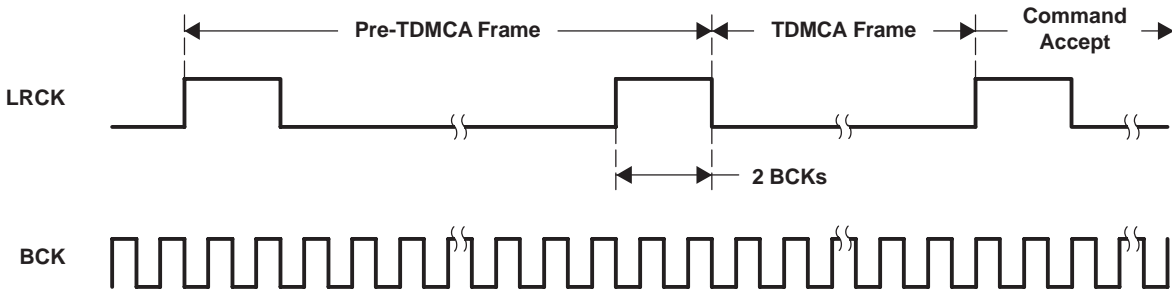 Pre-TDMCA Frame
TDMCA Frame
Command
Accept
LRCK
2 BCKs
BCK